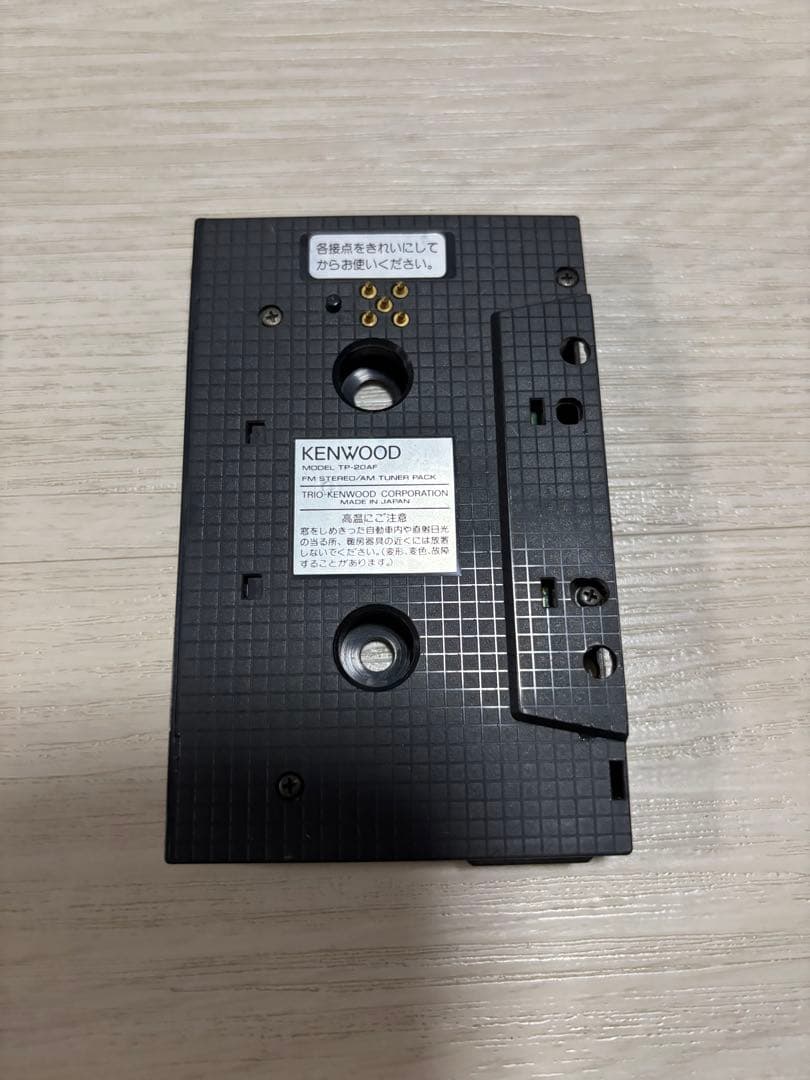 各接点をきれいにして
からお使いください。
KENWOOD
MODEL TP-20AF
FM STEREO/AM TUNER PACK
TRIO-KENWOOD CORPORATION
MADE IN JAPAN
高温にご注意
窓をしめきった自動車内や直射日光
の当る所、暖房器具の近くには放置
しないでください。(変形、変色、故障
することがあります。)